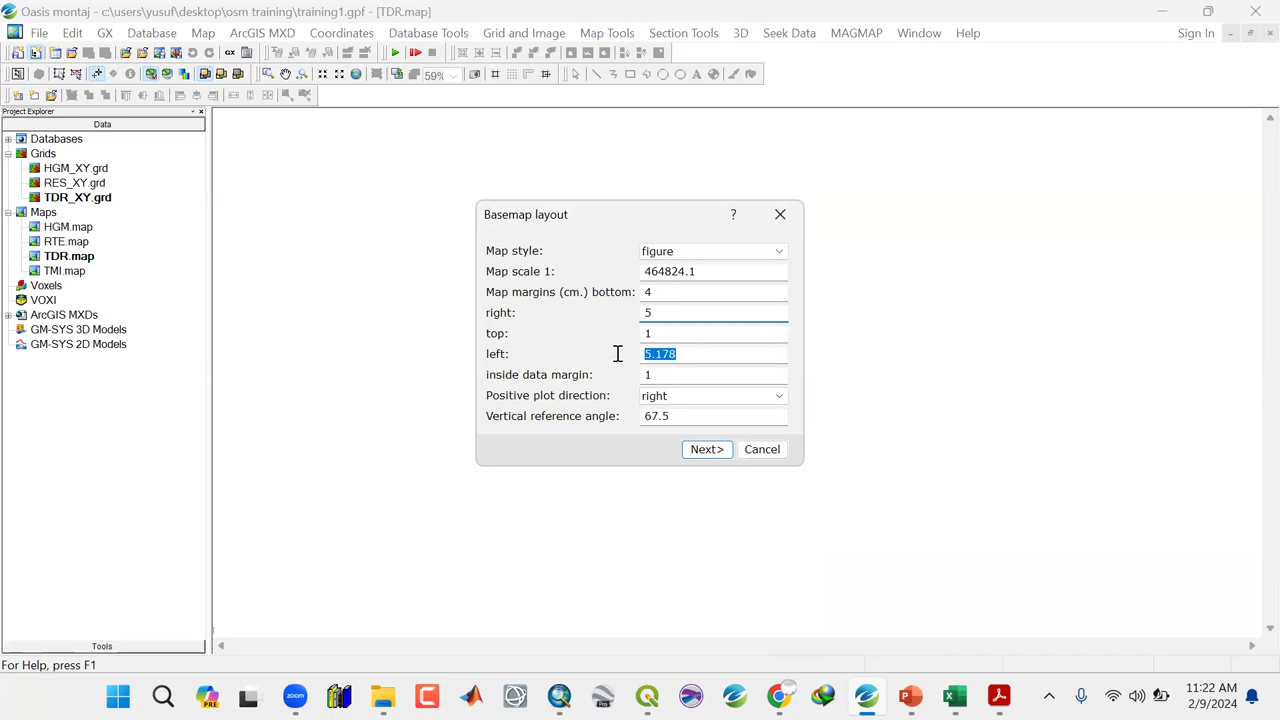 Oasis montaj - c:\users\yusuf\desktop\osm training\training1.gpf - [TDR.map]
File Edit GX Database Map ArcGIS MXD Coordinates Database Tools Grid and Image Map Tools Section Tools 3D Seek Data MAGMAP Window Help Sign In
GX
59%
Project Explorer
Data
Databases
Grids
HGM_XY.grd
RES_XY.grd
TDR_XY.grd
Maps
HGM.map
RTE.map
TDR.map
TMI.map
Voxels
VOXI
ArcGIS MXDs
GM-SYS 3D Models
GM-SYS 2D Models
Tools
Basemap layout ?
Map style: figure
Map scale 1: 464824.1
Map margins (cm.) bottom: 4
right: 5
top: 1
left: 5.178
inside data margin: 1
Positive plot direction: right
Vertical reference angle: 67.5
Next> Cancel
For Help, press F1
PRE
zoom
Pro
11:22 AM
2/9/2024